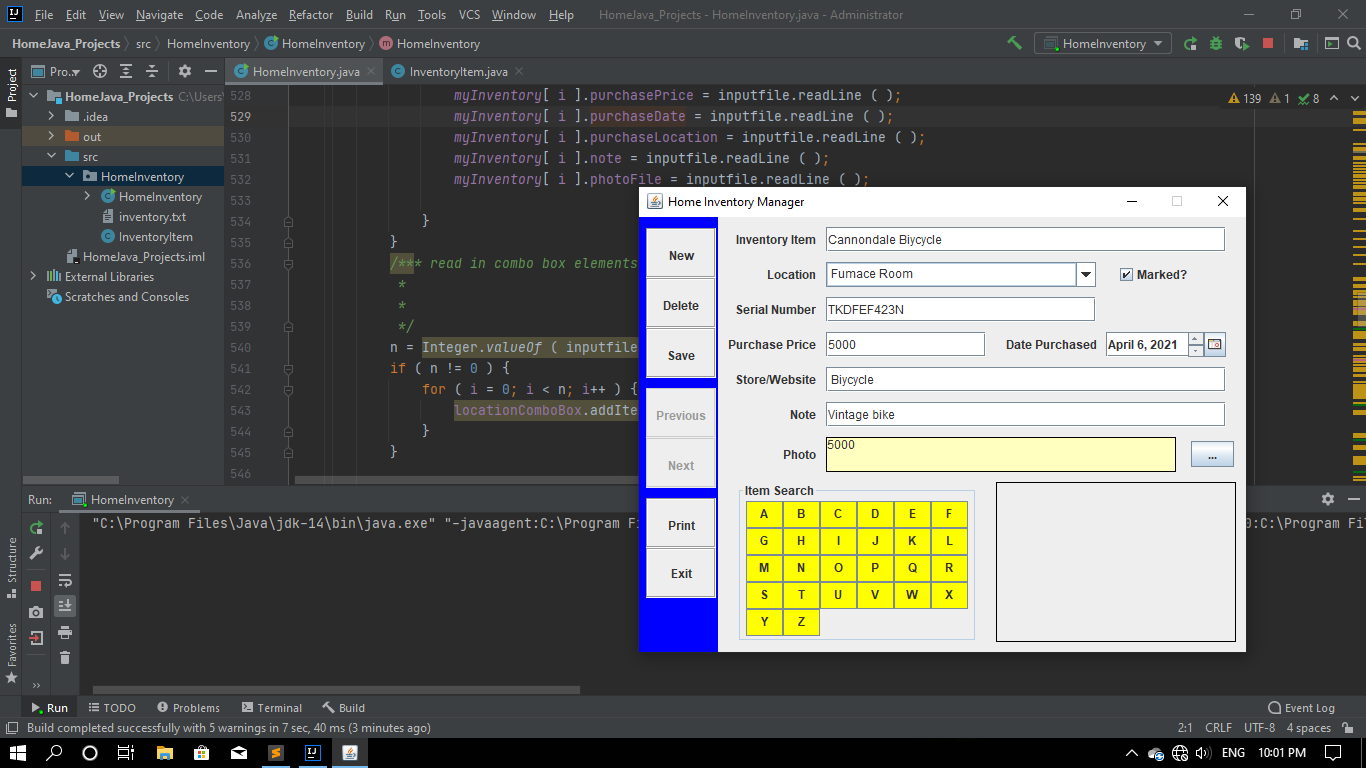 File Edit View Navigate Code Analyze Refactor Build Run Tools VCS Window Help HomeJava_Projects - HomeInventory.java - Administrator
HomeJava_Projects src HomeInventory HomeInventory HomeInventory HomeInventory
Project
Pro... HomeInventory.java InventoryItem.java
HomeJava_Projects C:\Users
.idea
out
src
HomeInventory
HomeInventory
inventory.txt
InventoryItem
HomeJava_Projects.iml
External Libraries
Scratches and Consoles
139 1 8
528 myInventory[ i ].purchasePrice = inputfile.readLine ( );
529 myInventory[ i ].purchaseDate = inputfile.readLine ( );
530 myInventory[ i ].purchaseLocation = inputfile.readLine ( );
531 myInventory[ i ].note = inputfile.readLine ( );
532 myInventory[ i ].photoFile = inputfile.readLine ( );
533
534 }
535 }
536 /*** read in combo box elements
537 *
538 *
539 */
540 n = Integer.valueOf ( inputfile
541 if ( n != 0 ) {
542 for ( i = 0; i < n; i++ ) {
543 locationComboBox.addIte
544 }
545 }
546
Home Inventory Manager
New
Delete
Save
Previous
Next
Print
Exit
Inventory Item Cannondale Biycycle
Location Fumace Room Marked?
Serial Number TKDFEF423N
Purchase Price 5000 Date Purchased April 6, 2021
Store/Website Biycycle
Note Vintage bike
Photo 5000 ...
Item Search
A B C D E F
G H I J K L
M N O P Q R
S T U V W X
Y Z
Run: HomeInventory
"C:\Program Files\Java\jdk-14\bin\java.exe" "-javaagent:C:\Program Fi 0:C:\Program Fil
Structure
Favorites
Run TODO Problems Terminal Build Event Log
Build completed successfully with 5 warnings in 7 sec, 40 ms (3 minutes ago) 2:1 CRLF UTF-8 4 spaces
ENG 10:01 PM